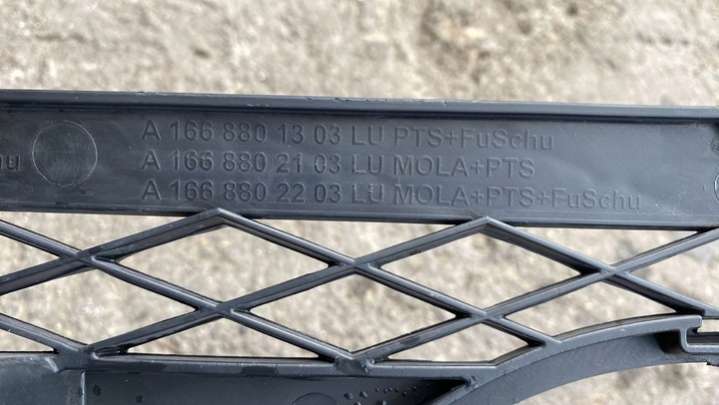 A 166 880 13 03 LU PTS+FuSchu
A 166 880 21 03 LU MOLA+PTS
A 166 880 22 03 LU MOLA+PTS+FuSchu